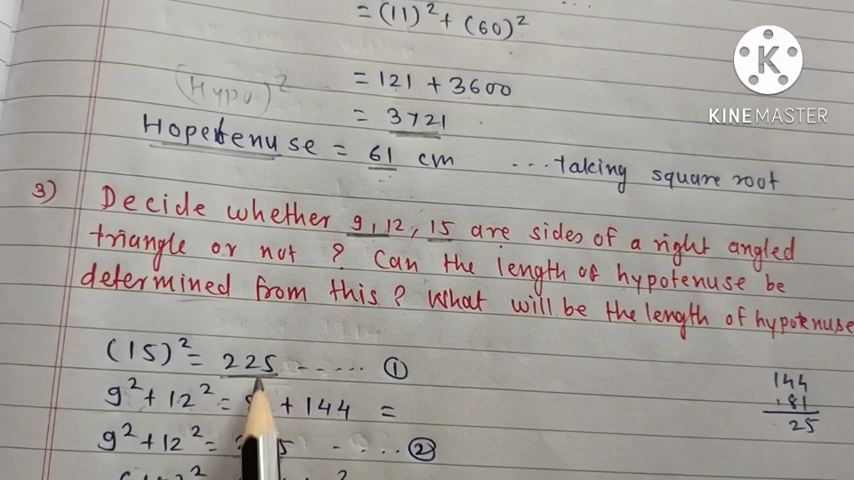 = (11)² + (60)²
K
KINEMASTER
(Hypo)² = 121 + 3600
= 3721
Hopetenuse = 61 cm ...taking square root
3) Decide whether 9, 12, 15 are sides of a right angled
triangle or not ? Can the length of hypotenuse be
determined from this ? What will be the length of hypotenuse
(15)² = 225 ..... ①
9² + 12² = + 144 =
9² + 12² = 5 .... ②
144
81
25